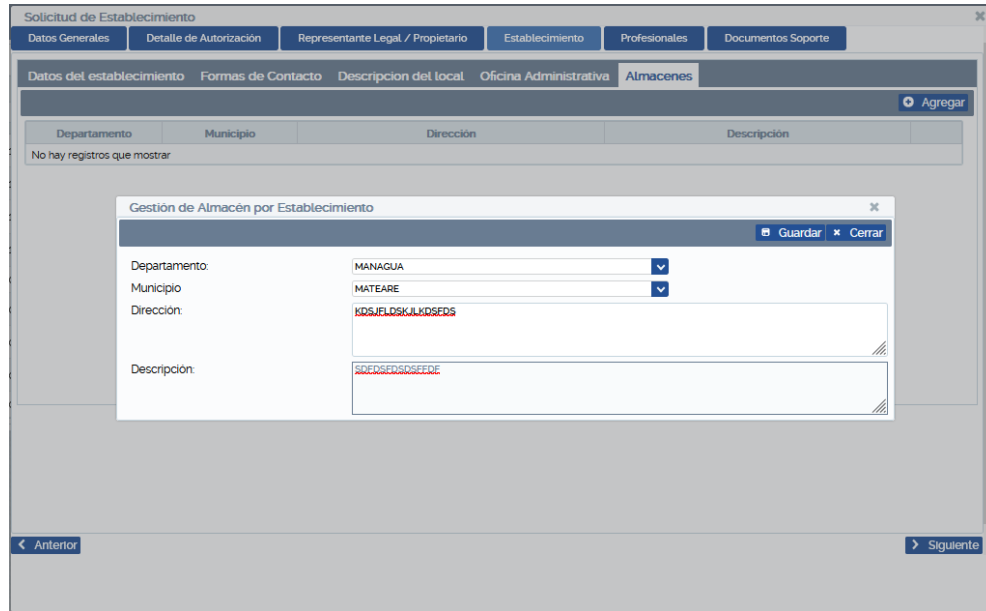 Solicitud de Establecimiento
Datos Generales Detalle de Autorización Representante Legal / Propietario Establecimiento Profesionales Documentos Soporte
Datos del establecimiento Formas de Contacto Descripcion del local Oficina Administrativa Almacenes
Agregar
Departamento Municipio Dirección Descripción
No hay registros que mostrar
Gestión de Almacén por Establecimiento
Guardar Cerrar
Departamento: MANAGUA
Municipio MATEARE
Dirección: KDSJFLDSKJLKDSFDS
Descripción: SDFDSFDSDSFFDF
Anterior Siguiente